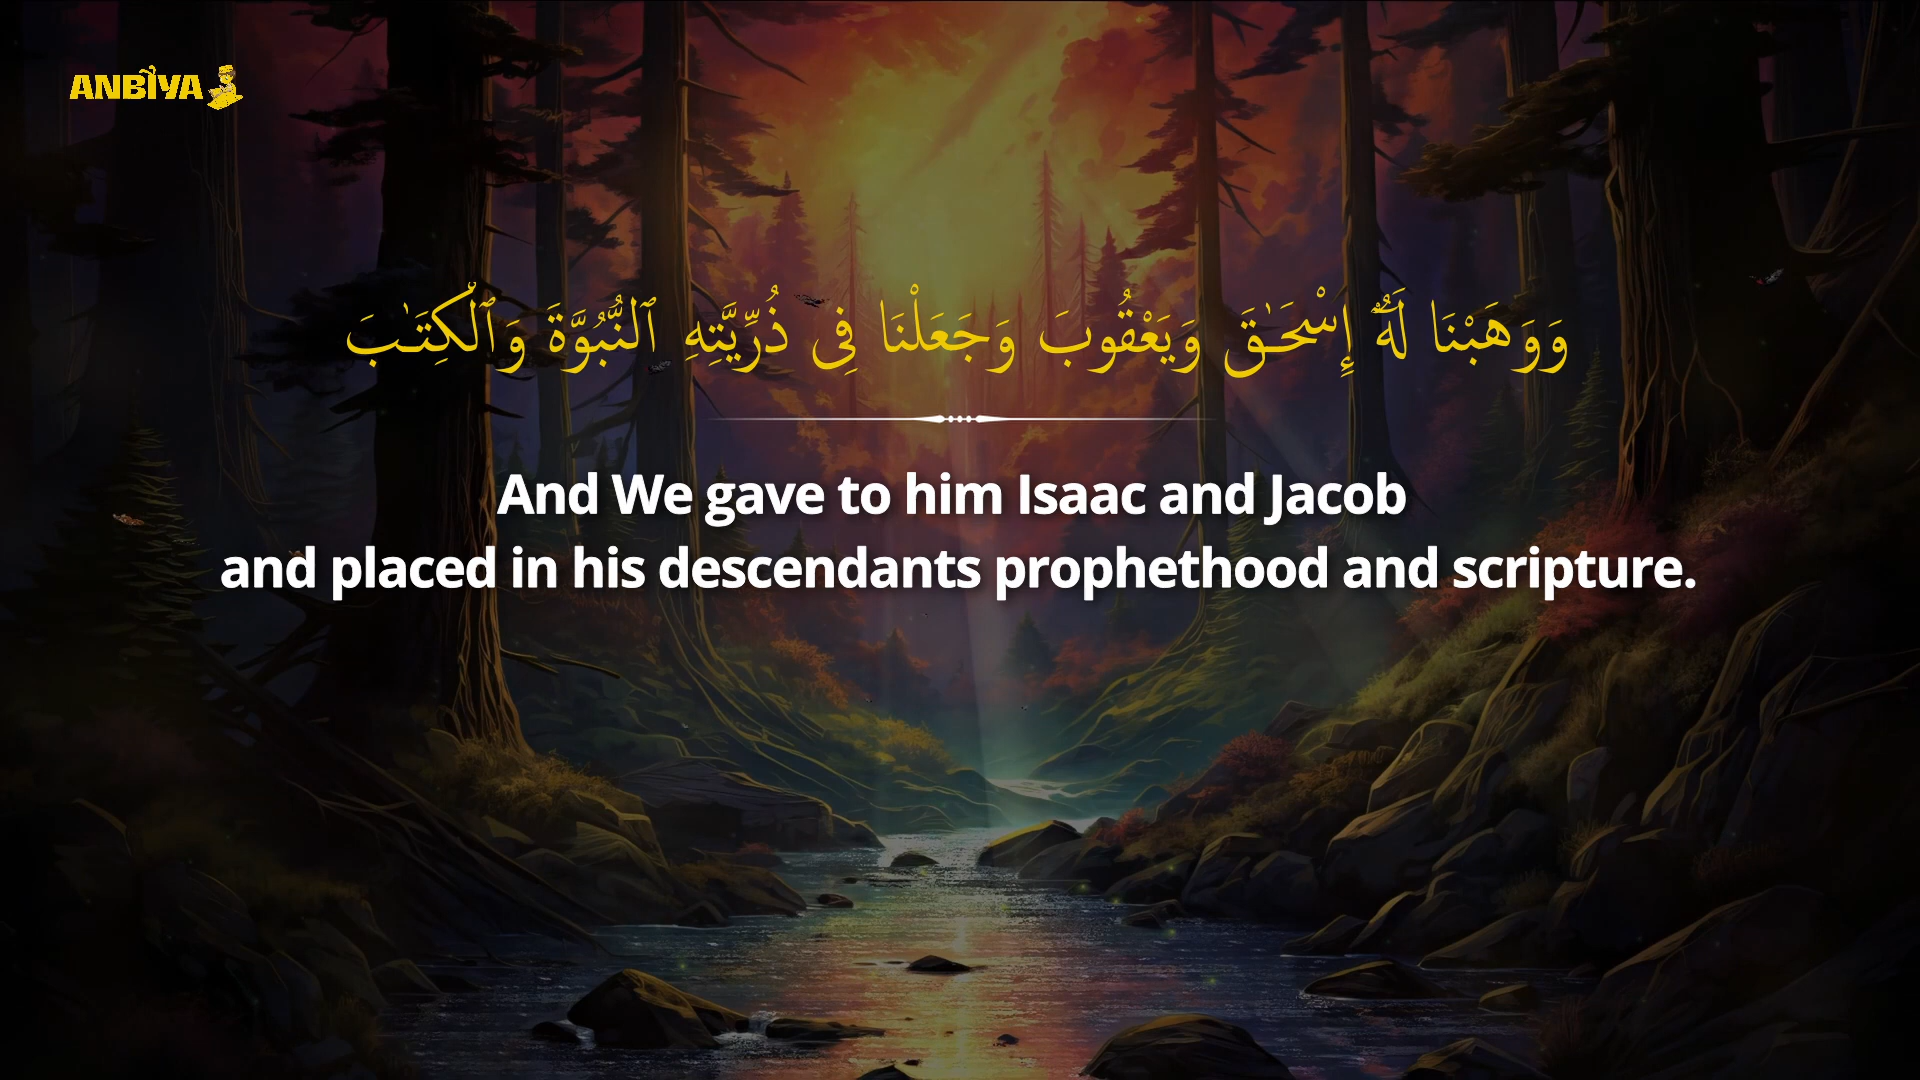 ANBİYA
وَوَهَبْنَا لَهُۥٓ إِسْحَـٰقَ وَيَعْقُوبَ وَجَعَلْنَا فِى ذُرِّيَّتِهِ ٱلنُّبُوَّةَ وَٱلْكِتَـٰبَ
And We gave to him Isaac and Jacob
and placed in his descendants prophethood and scripture.